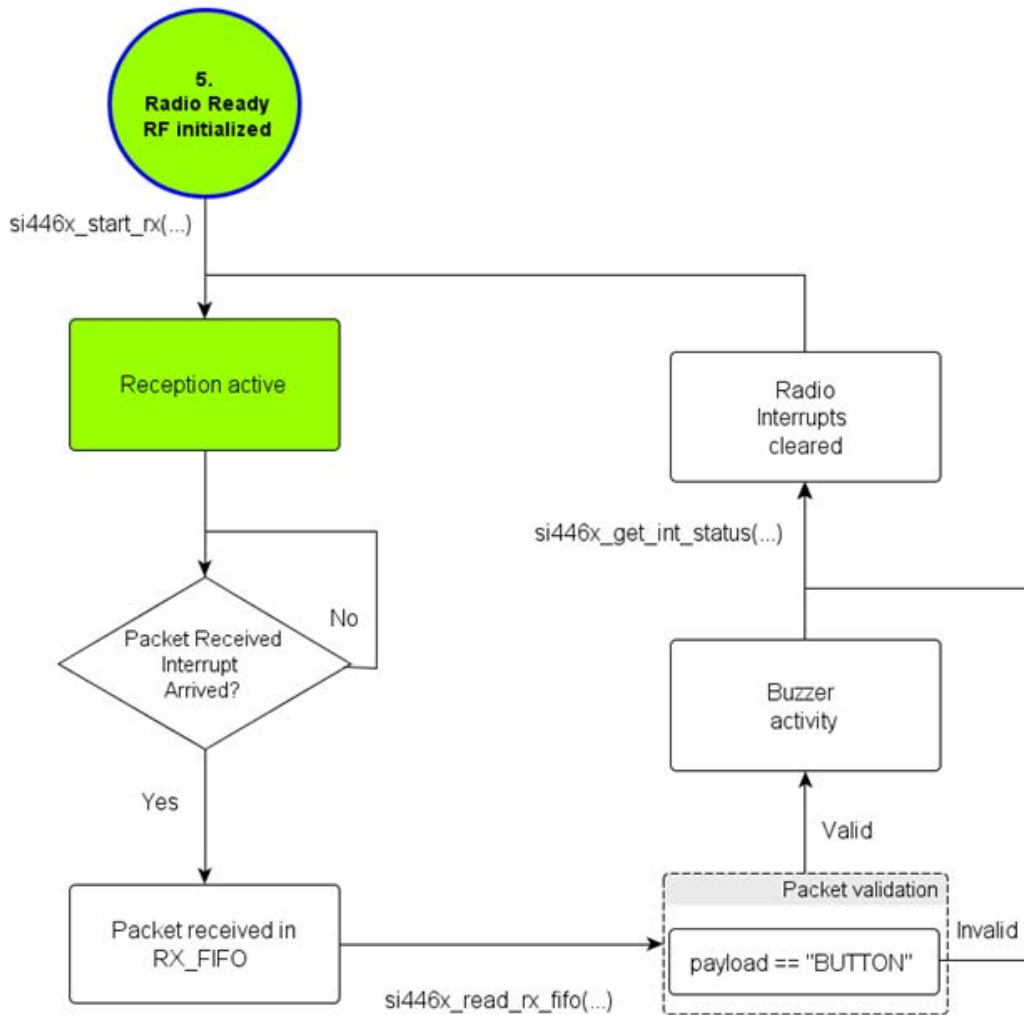 5.
Radio Ready
RF initialized
si446x_start_rx(...)
Reception active
Radio
Interrupts
cleared
si446x_get_int_status(...)
No
Packet Received
Interrupt
Arrived?
Buzzer
activity
Yes
Valid
Packet validation
Packet received in
RX_FIFO
payload == "BUTTON"
Invalid
si446x_read_rx_fifo(...)